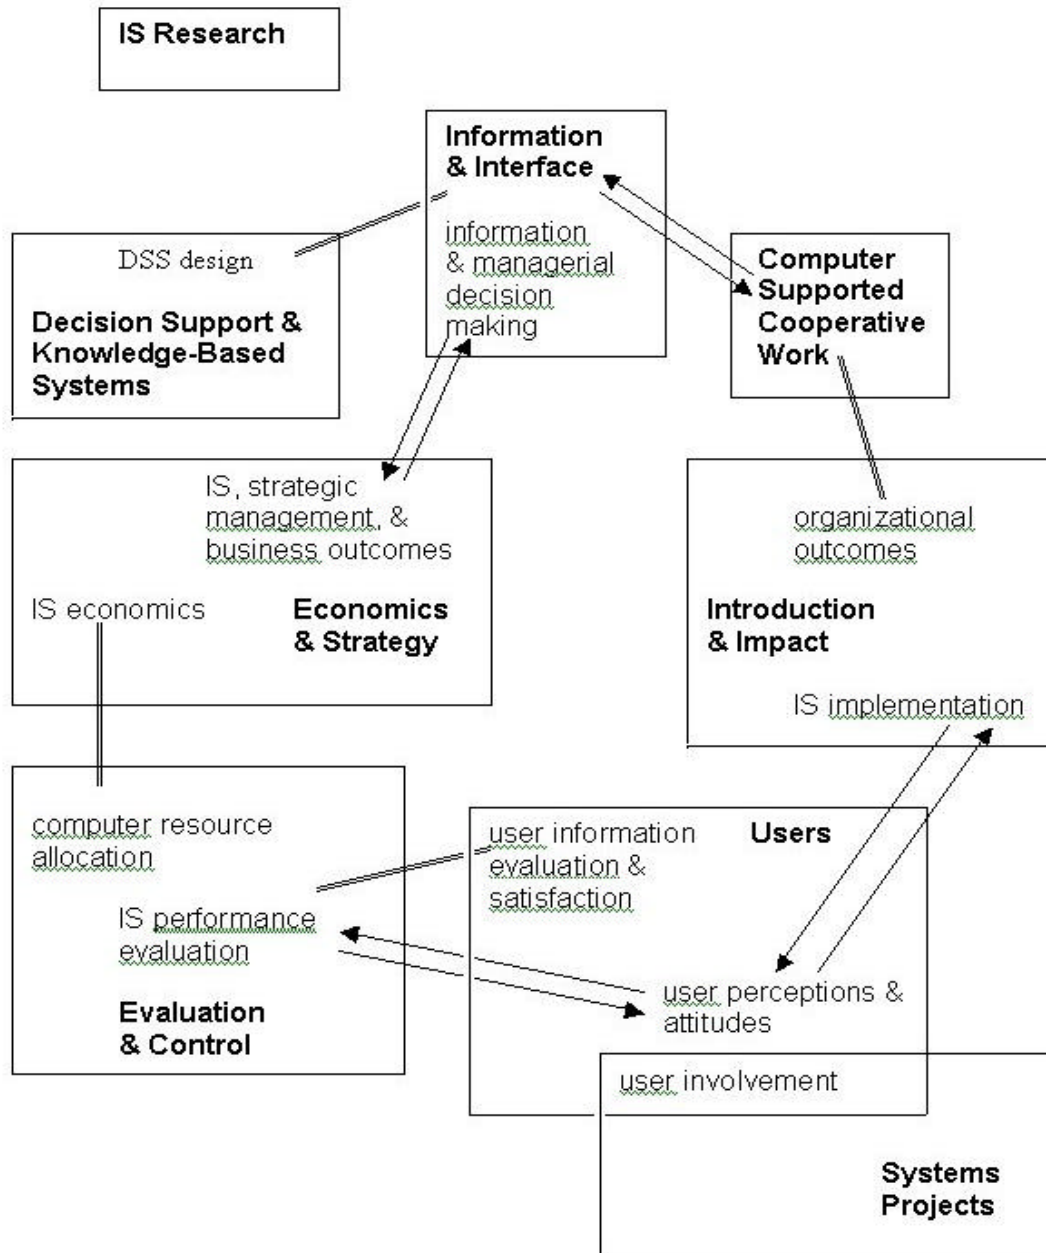 IS Research
Information
& Interface
information
& managerial
decision
making
DSS design
Decision Support &
Knowledge-Based
Systems
Computer
Supported
Cooperative
Work
IS, strategic
management, &
business outcomes
IS economics
Economics
& Strategy
organizational
outcomes
Introduction
& Impact
IS implementation
computer resource
allocation
IS performance
evaluation
Evaluation
& Control
user information
evaluation &
satisfaction
Users
user perceptions &
attitudes
user involvement
Systems
Projects